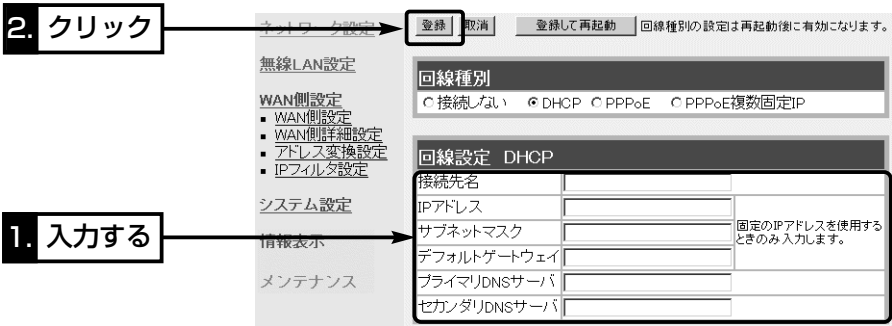 2. クリック
1. 入力する
ネットワーク設定
無線LAN設定
WAN側設定
▪ WAN側設定
▪ WAN側詳細設定
▪ アドレス変換設定
▪ IPフィルタ設定
システム設定
情報表示
メンテナンス
登録 取消 登録して再起動 回線種別の設定は再起動後に有効になります。
回線種別
接続しない DHCP PPPoE PPPoE複数固定IP
回線設定 DHCP
接続先名
IPアドレス
サブネットマスク
デフォルトゲートウェイ
固定のIPアドレスを使用する
ときのみ入力します。
プライマリDNSサーバ
セカンダリDNSサーバ